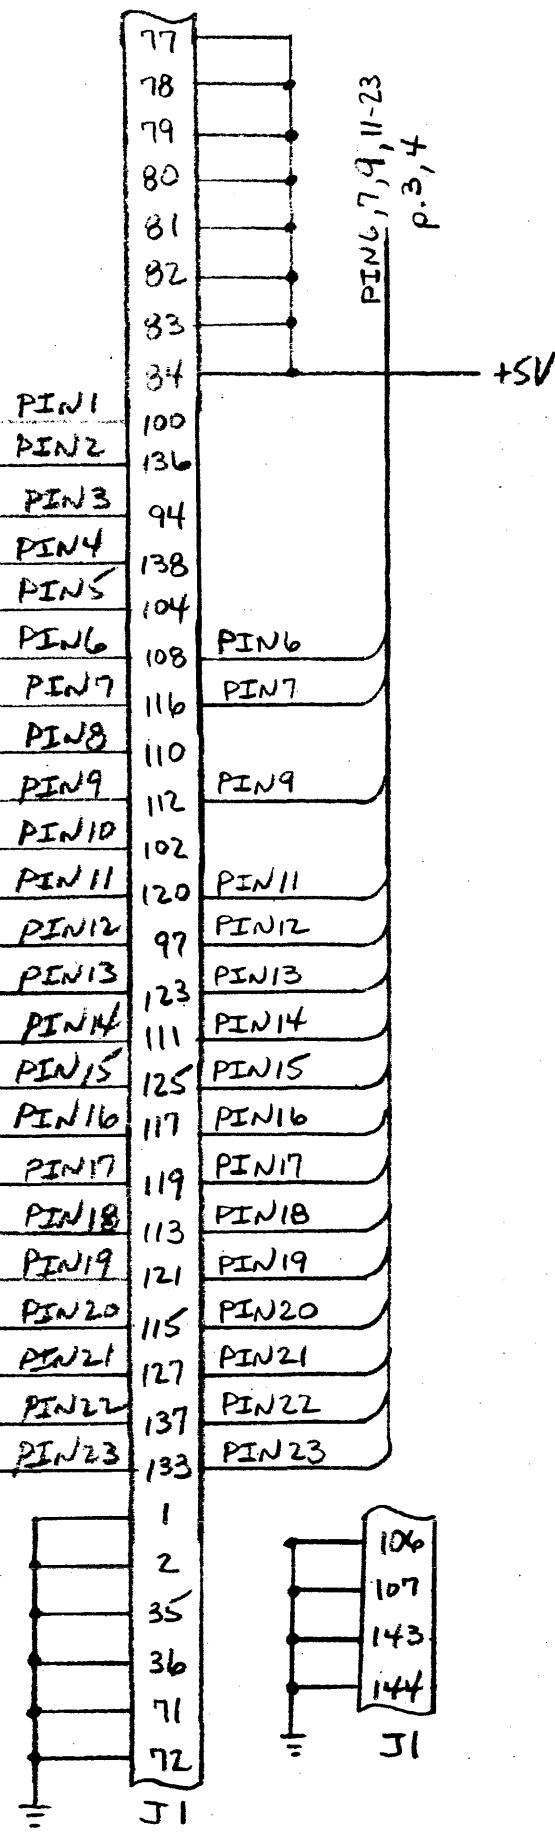 77
78
79
80
81
82
83
84 +5V
PIN6,7,9,11-23
p.3,4
PIN1 100
PIN2 136
PIN3 94
PIN4 138
PIN5 104
PIN6 108 PIN6
PIN7 116 PIN7
PIN8 110
PIN9 112 PIN9
PIN10 102
PIN11 120 PIN11
PIN12 97 PIN12
PIN13 123 PIN13
PIN14 111 PIN14
PIN15 125 PIN15
PIN16 117 PIN16
PIN17 119 PIN17
PIN18 113 PIN18
PIN19 121 PIN19
PIN20 115 PIN20
PIN21 127 PIN21
PIN22 137 PIN22
PIN23 133 PIN23
1
2
35
36
71
72
J1
106
107
143
144
J1